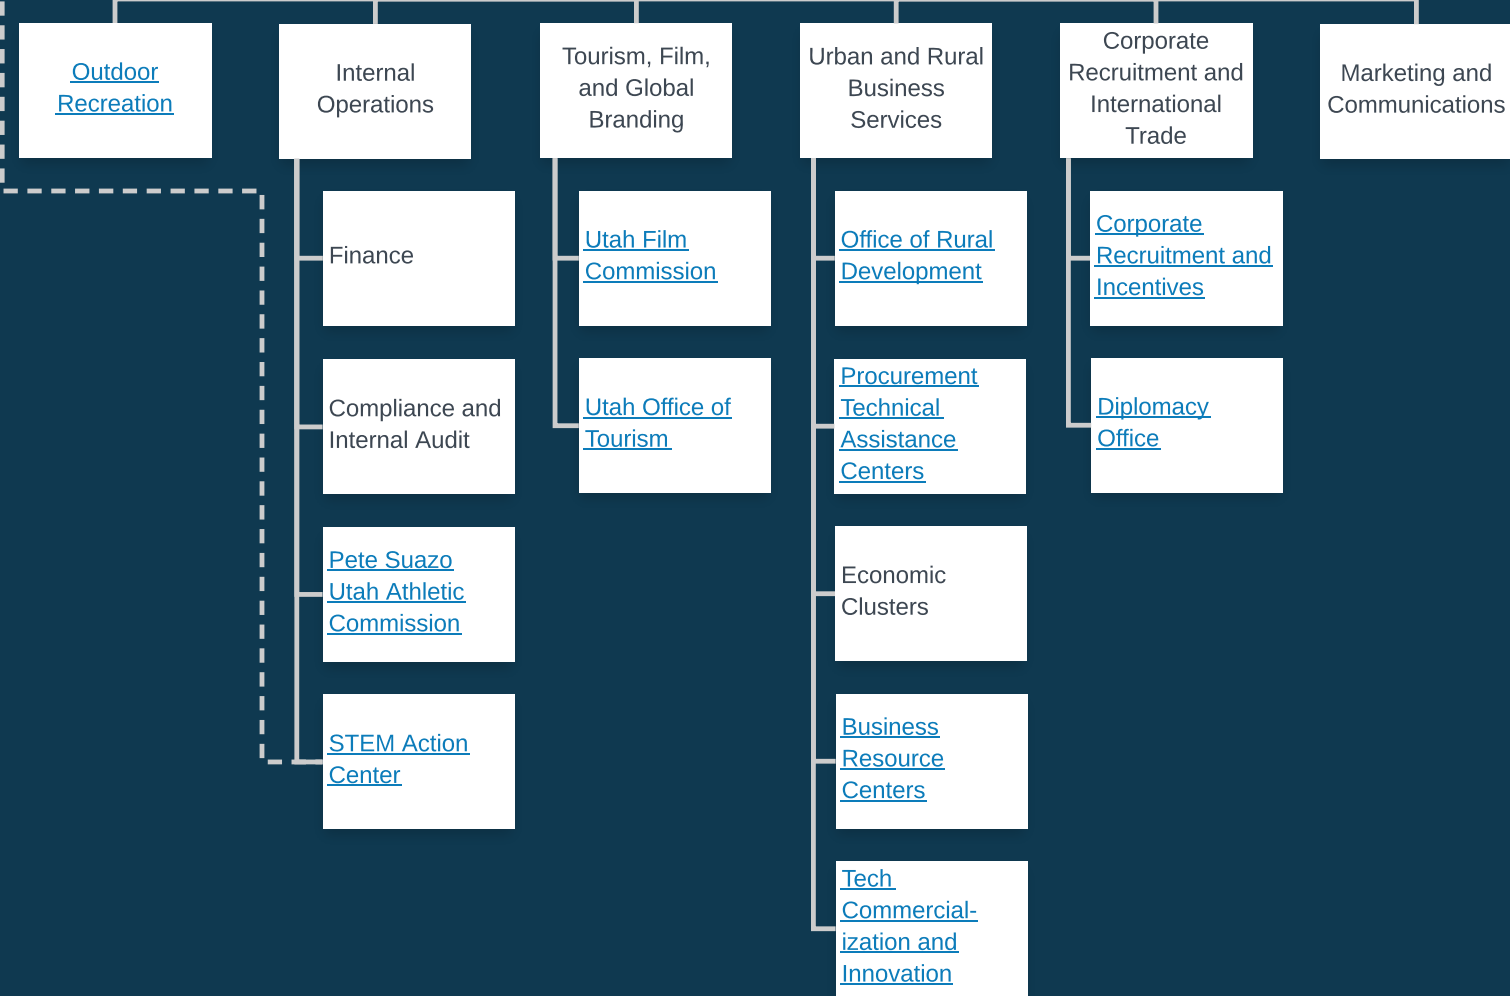 Outdoor
Recreation
Internal
Operations
Tourism, Film,
and Global
Branding
Urban and Rural
Business
Services
Corporate
Recruitment and
International
Trade
Marketing and
Communications
Finance
Compliance and
Internal Audit
Pete Suazo
Utah Athletic
Commission
STEM Action
Center
Utah Film
Commission
Utah Office of
Tourism
Office of Rural
Development
Procurement
Technical
Assistance
Centers
Economic
Clusters
Business
Resource
Centers
Tech
Commercial-
ization and
Innovation
Corporate
Recruitment and
Incentives
Diplomacy
Office